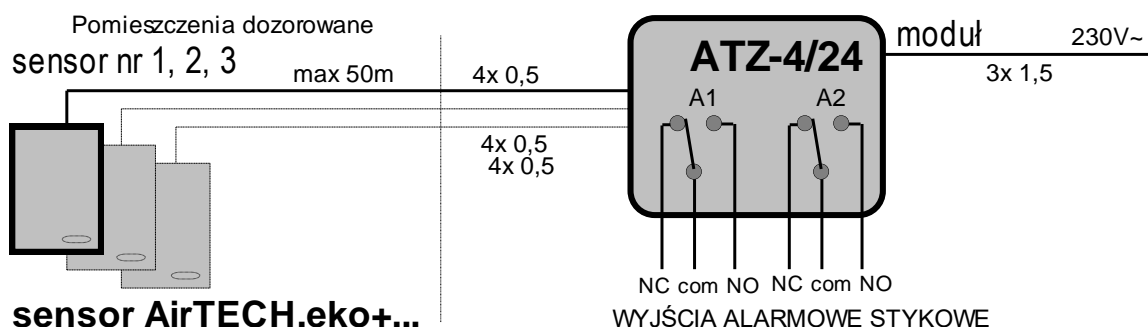 Pomieszczenia dozorowane
sensor nr 1, 2, 3
max 50m
4x 0,5
4x 0,5
4x 0,5
sensor AirTECH.eko+...
ATZ-4/24
A1
A2
moduł
230V~
3x 1,5
NC com NO
NC com NO
WYJŚCIA ALARMOWE STYKOWE